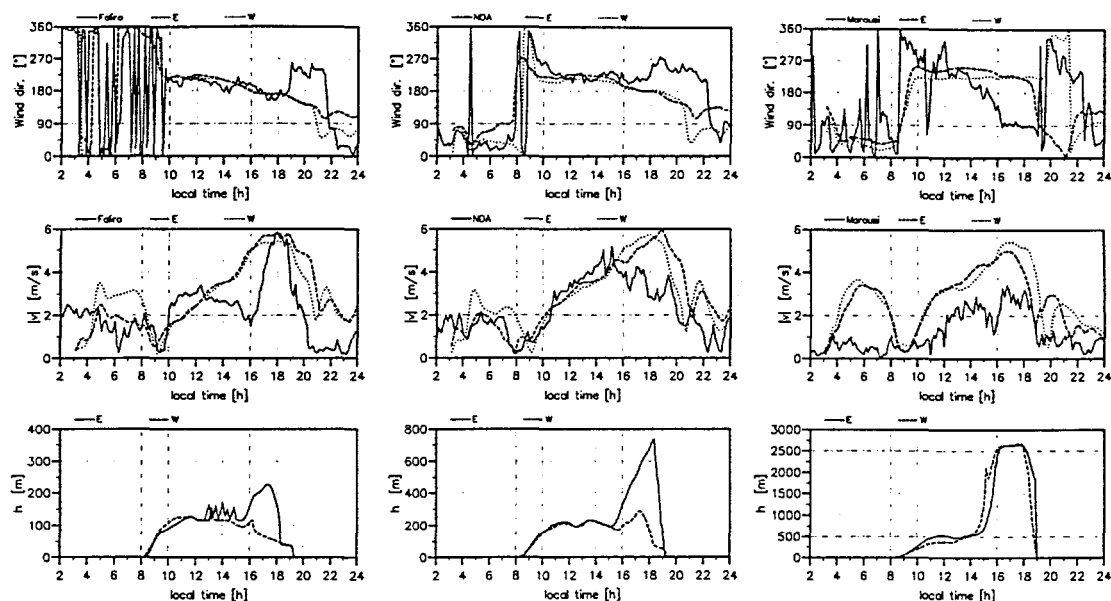 Faliro E W
NOA E W
Marousi E W
Wind dir. [°]
360
270
180
90
0
2 4 6 8 10 12 14 16 18 20 22 24
local time [h]
Wind dir. [°]
360
270
180
90
0
2 4 6 8 10 12 14 16 18 20 22 24
local time [h]
Wind dir. [°]
360
270
180
90
0
2 4 6 8 10 12 14 16 18 20 22 24
local time [h]
Faliro E W
NOA E W
Marousi E W
|v| [m/s]
6
4
2
0
2 4 6 8 10 12 14 16 18 20 22 24
local time [h]
|v| [m/s]
6
4
2
0
2 4 6 8 10 12 14 16 18 20 22 24
local time [h]
|v| [m/s]
6
4
2
0
2 4 6 8 10 12 14 16 18 20 22 24
local time [h]
E W
E W
E W
h [m]
400
300
200
100
0
2 4 6 8 10 12 14 16 18 20 22 24
local time [h]
h [m]
800
600
400
200
0
2 4 6 8 10 12 14 16 18 20 22 24
local time [h]
h [m]
3000
2500
2000
1500
1000
500
0
2 4 6 8 10 12 14 16 18 20 22 24
local time [h]